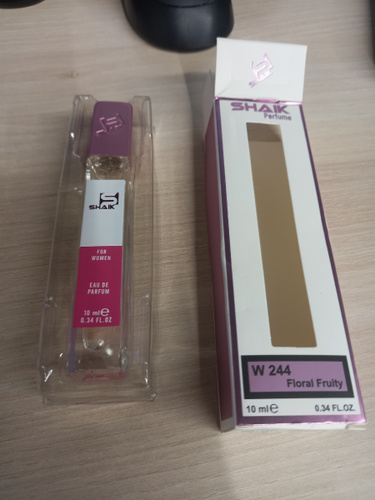 SHAIK
FOR
WOMEN
EAU DE
PARFUM
10 ml e
0.34 FL.OZ
SHAIK
Perfume
W 244
Floral Fruity
10 ml e 0.34 FL.OZ.